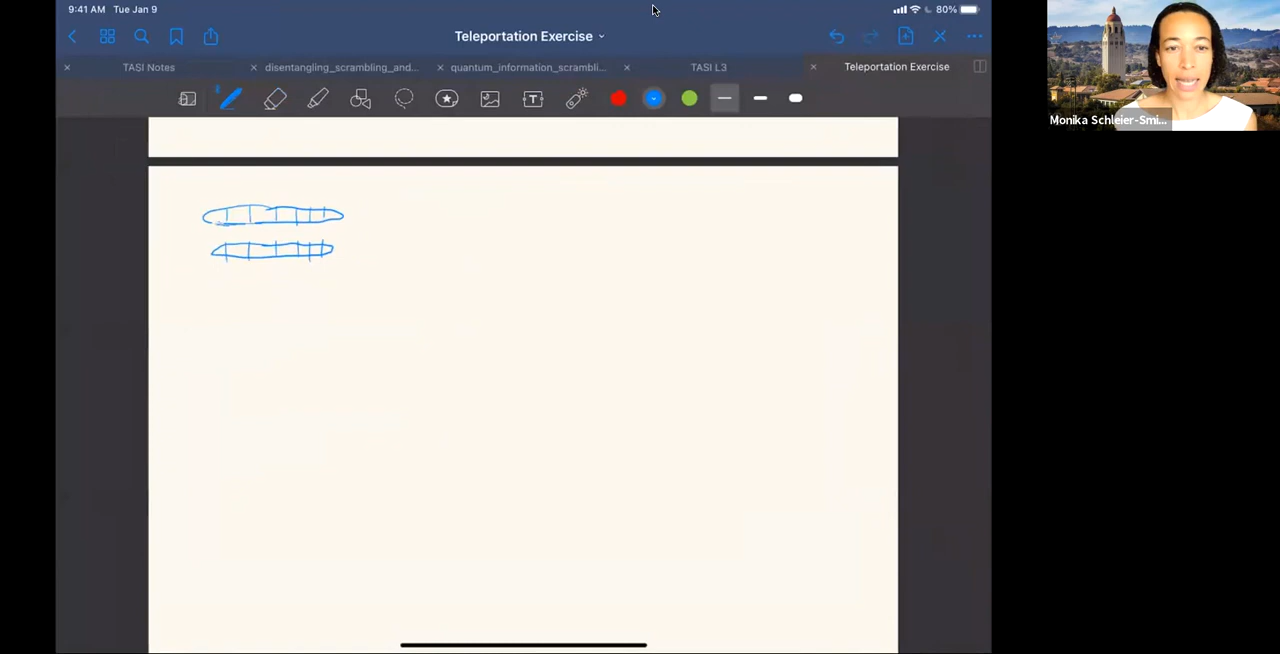 9:41 AM Tue Jan 9
80%
Teleportation Exercise
TASI Notes
disentangling_scrambling_and...
quantum_information_scrambli...
TASI L3
Teleportation Exercise
T
Monika Schleier-Smi...